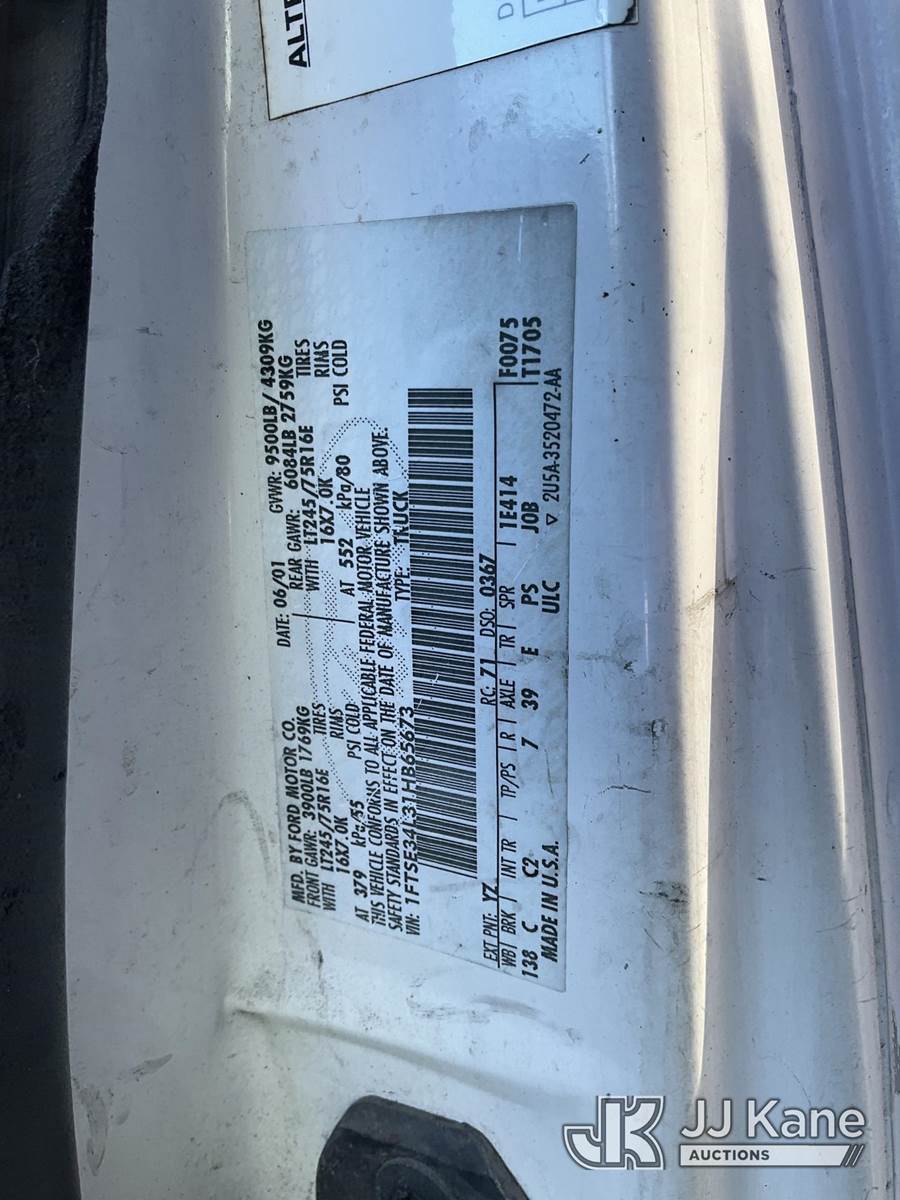 ALTE
D
MFD. BY FORD MOTOR CO.
DATE: 06/01 GVWR: 9500LB/ 4309KG
FRONT GAWR: 3900LB 1769KG REAR GAWR: 6084LB 2759KG
WITH LT245/75R16E TIRES WITH LT245/75R16E TIRES
16X7.0K RIMS 16X7.0K RIMS
AT 379 kPa/55 PSI COLD AT 552 kPa/80 PSI COLD
THIS VEHICLE CONFORMS TO ALL APPLICABLE FEDERAL MOTOR VEHICLE
SAFETY STANDARDS IN EFFECT ON THE DATE OF MANUFACTURE SHOWN ABOVE.
VIN: 1FTSE34L31HB65673 TYPE: TRUCK
EXT PNT: YZ RC: 71 DSO: 0367
WB BRK INT TR TP/PS R AXLE TR SPR 1E414 F0075
138 C C2 7 39 E PS JOB T1705
MADE IN U.S.A. ULC ▽ 2U5A-3520472-AA
JK JJ Kane
AUCTIONS